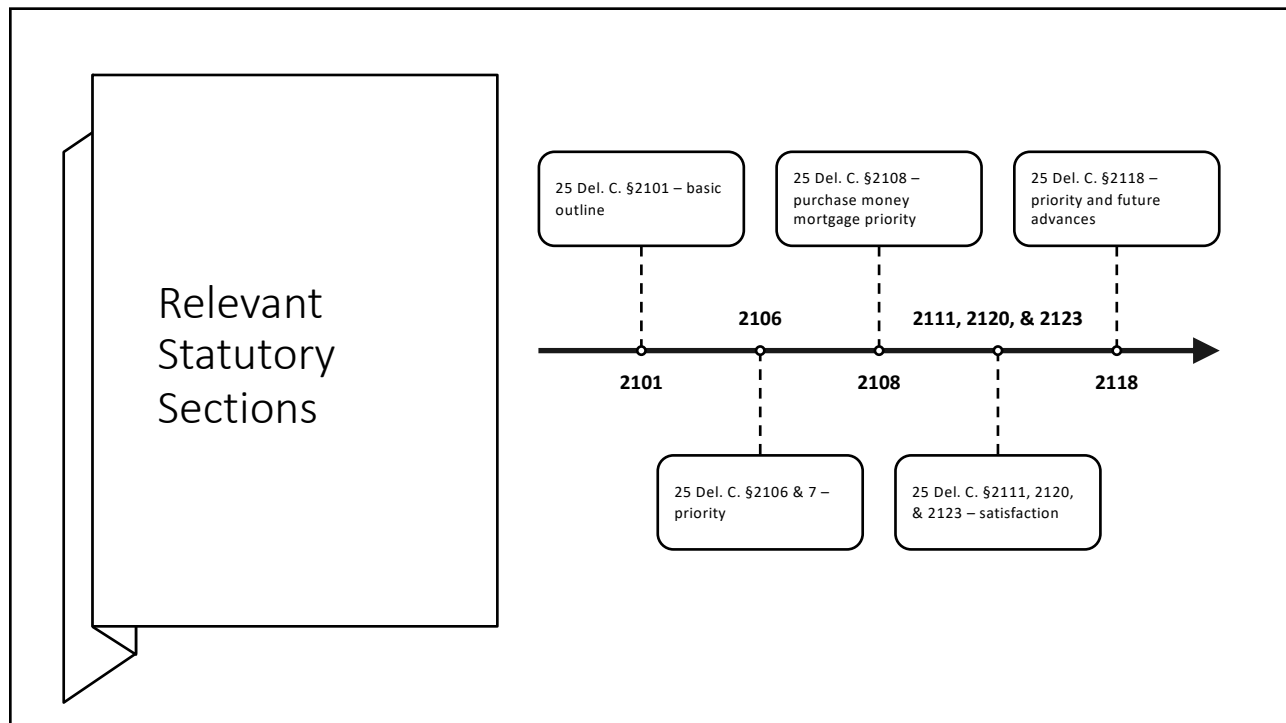 Relevant
Statutory
Sections
25 Del. C. §2101 – basic
outline
25 Del. C. §2108 –
purchase money
mortgage priority
25 Del. C. §2118 –
priority and future
advances
2106
2111, 2120, & 2123
2101
2108
2118
25 Del. C. §2106 & 7 –
priority
25 Del. C. §2111, 2120,
& 2123 – satisfaction